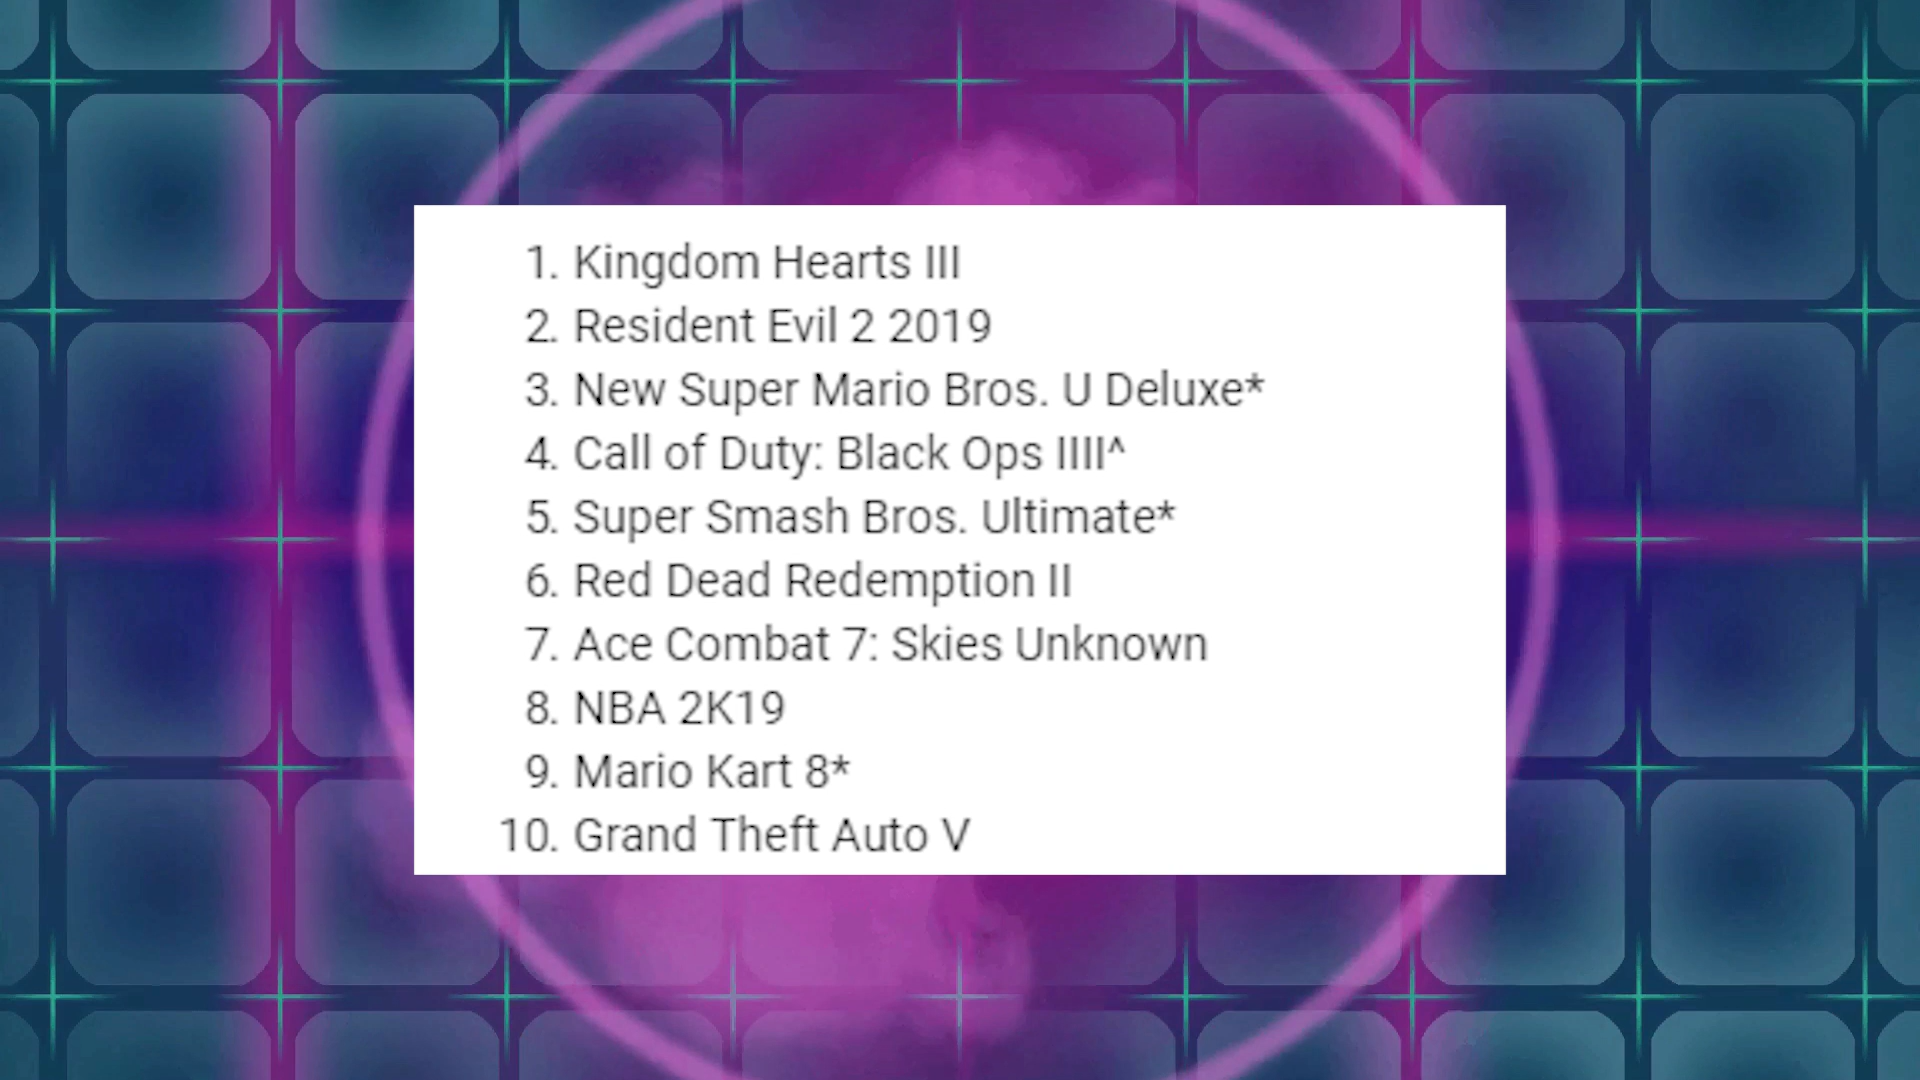 1. Kingdom Hearts III
2. Resident Evil 2 2019
3. New Super Mario Bros. U Deluxe*
4. Call of Duty: Black Ops IIII^
5. Super Smash Bros. Ultimate*
6. Red Dead Redemption II
7. Ace Combat 7: Skies Unknown
8. NBA 2K19
9. Mario Kart 8*
10. Grand Theft Auto V